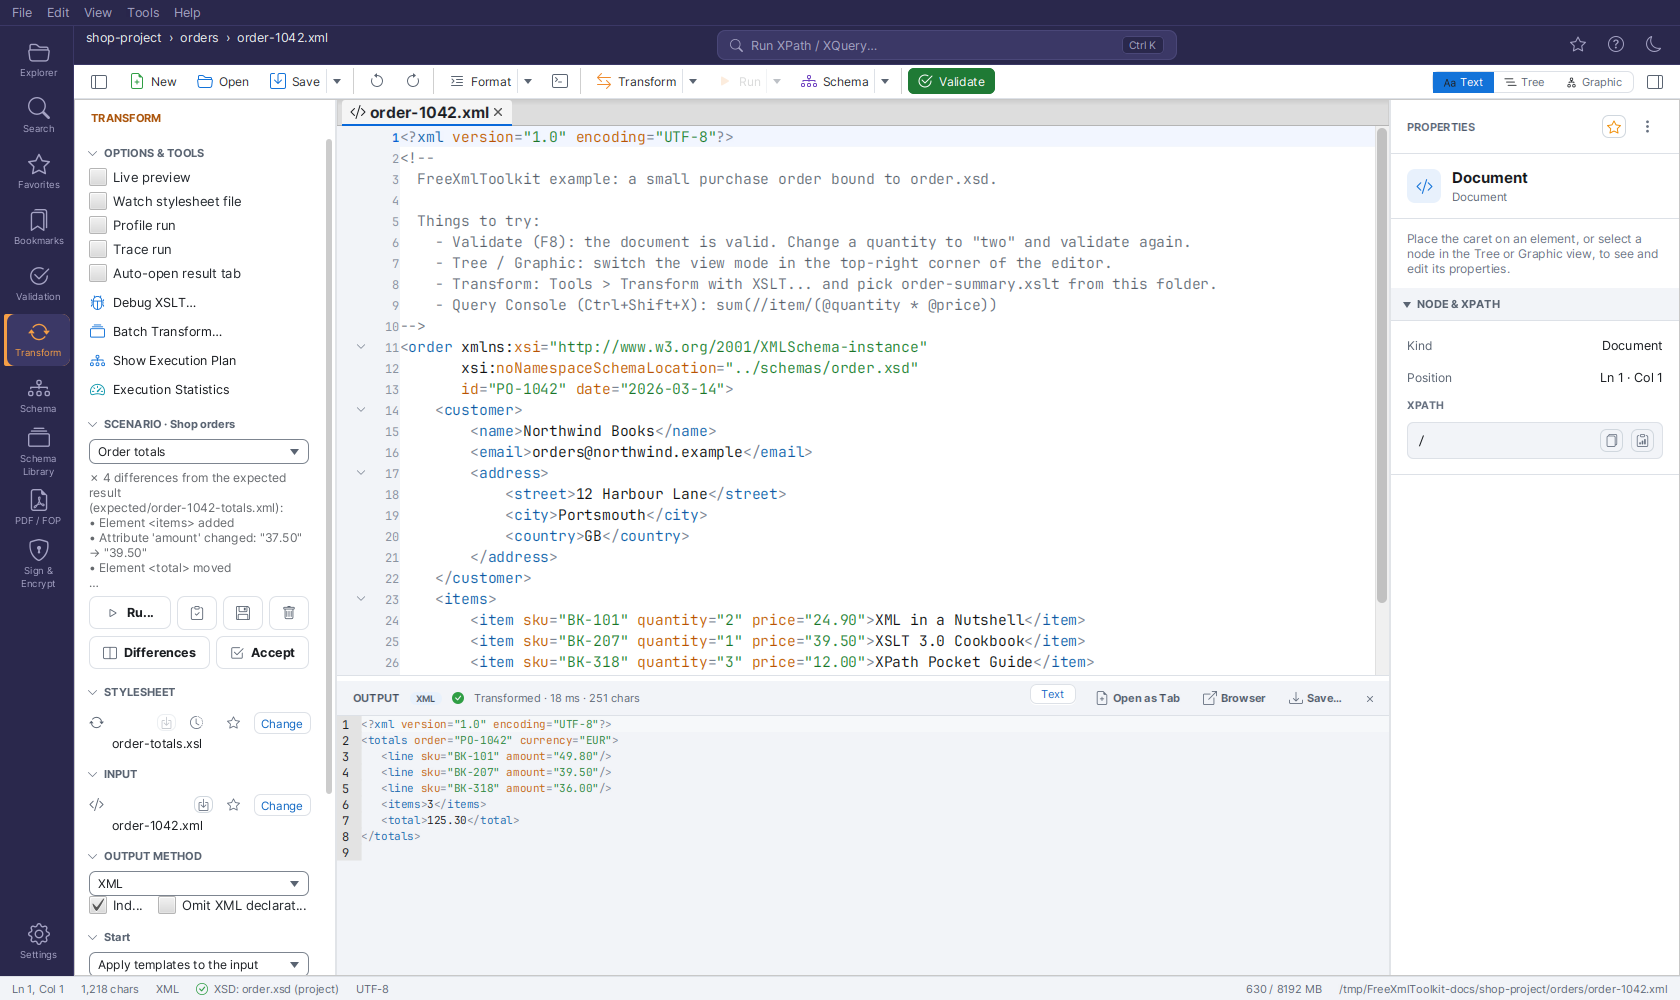 File Edit View Tools Help
shop-project › orders › order-1042.xml
Run XPath / XQuery... Ctrl K
New Open Save Format Transform Run Schema Validate
Aa Text Tree Graphic
Explorer
Search
Favorites
Bookmarks
Validation
Transform
Schema
Schema
Library
PDF / FOP
Sign &
Encrypt
Settings
TRANSFORM
OPTIONS & TOOLS
Live preview
Watch stylesheet file
Profile run
Trace run
Auto-open result tab
Debug XSLT...
Batch Transform...
Show Execution Plan
Execution Statistics
SCENARIO · Shop orders
Order totals
× 4 differences from the expected
result
(expected/order-1042-totals.xml):
• Element <items> added
• Attribute 'amount' changed: "37.50"
→ "39.50"
• Element <total> moved
...
Ru...
Differences Accept
STYLESHEET
Change
order-totals.xsl
INPUT
Change
order-1042.xml
OUTPUT METHOD
XML
Ind... Omit XML declarat...
Start
Apply templates to the input
</> order-1042.xml ×
1 <?xml version="1.0" encoding="UTF-8"?>
2 <!--
3 FreeXmlToolkit example: a small purchase order bound to order.xsd.
4
5 Things to try:
6 - Validate (F8): the document is valid. Change a quantity to "two" and validate again.
7 - Tree / Graphic: switch the view mode in the top-right corner of the editor.
8 - Transform: Tools > Transform with XSLT... and pick order-summary.xslt from this folder.
9 - Query Console (Ctrl+Shift+X): sum(//item/(@quantity * @price))
10 -->
11 <order xmlns:xsi="http://www.w3.org/2001/XMLSchema-instance"
12 xsi:noNamespaceSchemaLocation="../schemas/order.xsd"
13 id="PO-1042" date="2026-03-14">
14 <customer>
15 <name>Northwind Books</name>
16 <email>orders@northwind.example</email>
17 <address>
18 <street>12 Harbour Lane</street>
19 <city>Portsmouth</city>
20 <country>GB</country>
21 </address>
22 </customer>
23 <items>
24 <item sku="BK-101" quantity="2" price="24.90">XML in a Nutshell</item>
25 <item sku="BK-207" quantity="1" price="39.50">XSLT 3.0 Cookbook</item>
26 <item sku="BK-318" quantity="3" price="12.00">XPath Pocket Guide</item>
OUTPUT XML Transformed · 18 ms · 251 chars Text Open as Tab Browser Save... ×
1 <?xml version="1.0" encoding="UTF-8"?>
2 <totals order="PO-1042" currency="EUR">
3 <line sku="BK-101" amount="49.80"/>
4 <line sku="BK-207" amount="39.50"/>
5 <line sku="BK-318" amount="36.00"/>
6 <items>3</items>
7 <total>125.30</total>
8 </totals>
9
PROPERTIES
Document
Document
Place the caret on an element, or select a
node in the Tree or Graphic view, to see and
edit its properties.
NODE & XPATH
Kind Document
Position Ln 1 · Col 1
XPATH
/
Ln 1, Col 1 1,218 chars XML XSD: order.xsd (project) UTF-8 630 / 8192 MB /tmp/FreeXmlToolkit-docs/shop-project/orders/order-1042.xml